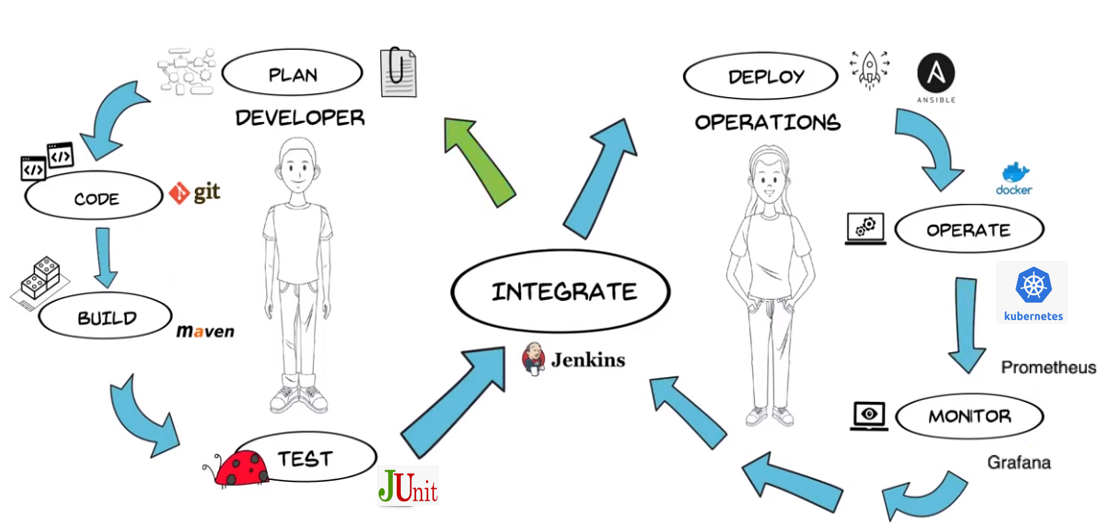 PLAN
DEVELOPER
</>
</>
CODE
git
BUILD
maven
TEST
JUnit
INTEGRATE
Jenkins
DEPLOY
ANSIBLE
OPERATIONS
docker
OPERATE
kubernetes
Prometheus
MONITOR
Grafana